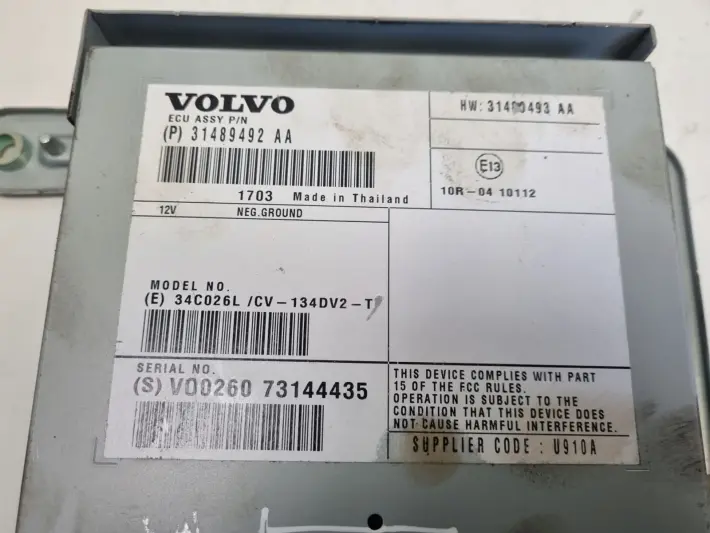 VOLVO
ECU ASSY P/N
(P) 31489492 AA
1703 Made in Thailand
HW: 31480493 AA
E13
10R-04 10112
12V NEG.GROUND
MODEL NO.
(E) 34C026L /CV-134DV2-T
SERIAL NO.
(S) VO0260 73144435
THIS DEVICE COMPLIES WITH PART
15 OF THE FCC RULES.
OPERATION IS SUBJECT TO THE
CONDITION THAT THIS DEVICE DOES
NOT CAUSE HARMFUL INTERFERENCE.
SUPPLIER CODE : U910A